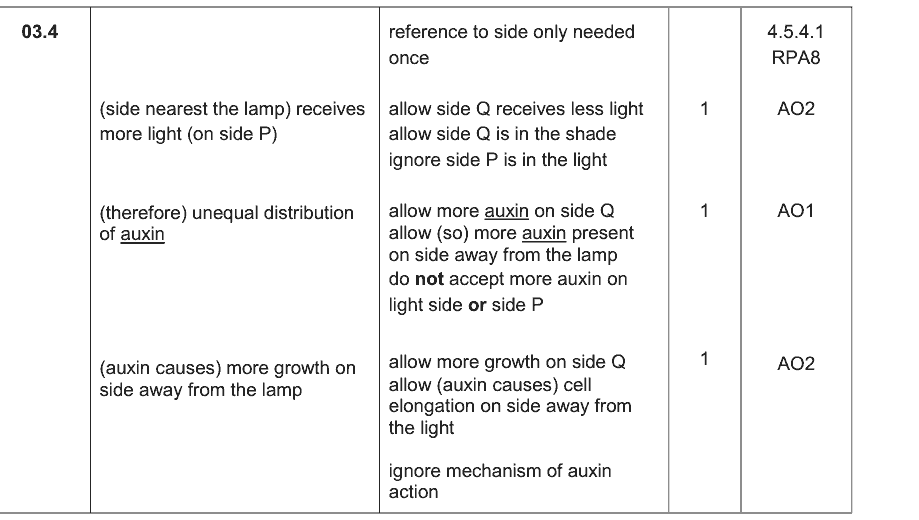 03.4
reference to side only needed
once
4.5.4.1
RPA8
(side nearest the lamp) receives
more light (on side P)
allow side Q receives less light
allow side Q is in the shade
ignore side P is in the light
1
AO2
(therefore) unequal distribution
of auxin
allow more auxin on side Q
allow (so) more auxin present
on side away from the lamp
do not accept more auxin on
light side or side P
1
AO1
(auxin causes) more growth on
side away from the lamp
allow more growth on side Q
allow (auxin causes) cell
elongation on side away from
the light
ignore mechanism of auxin
action
1
AO2